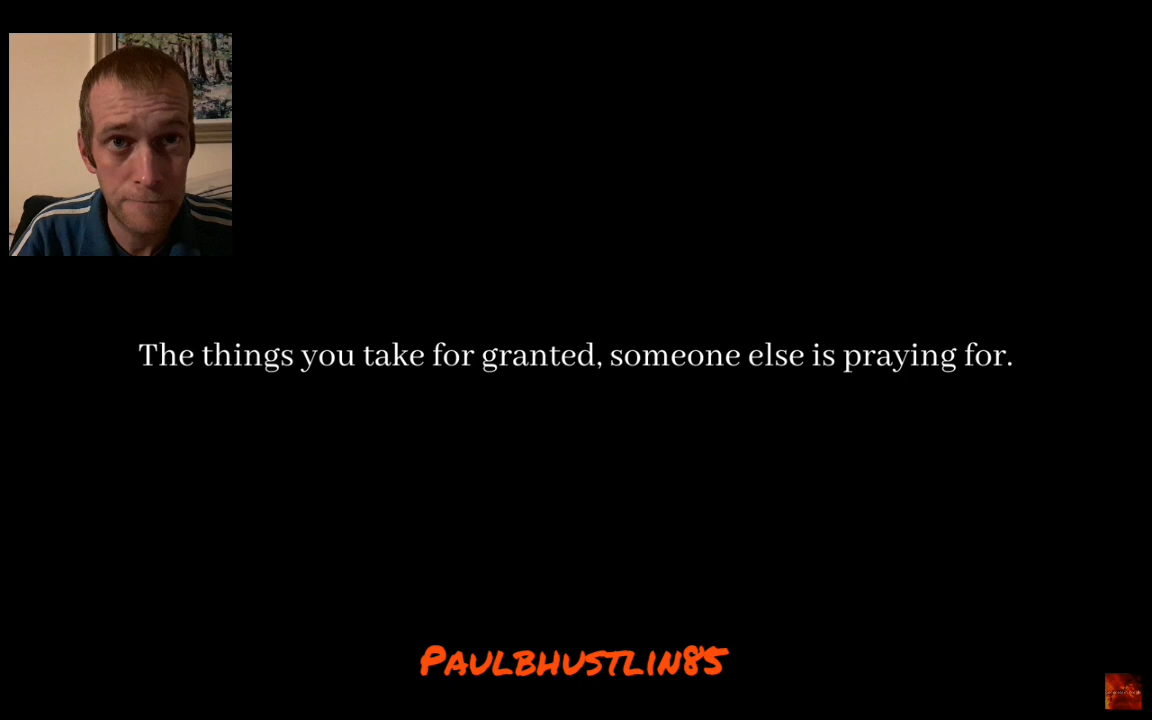 The things you take for granted, someone else is praying for.
Paulbhustlin85